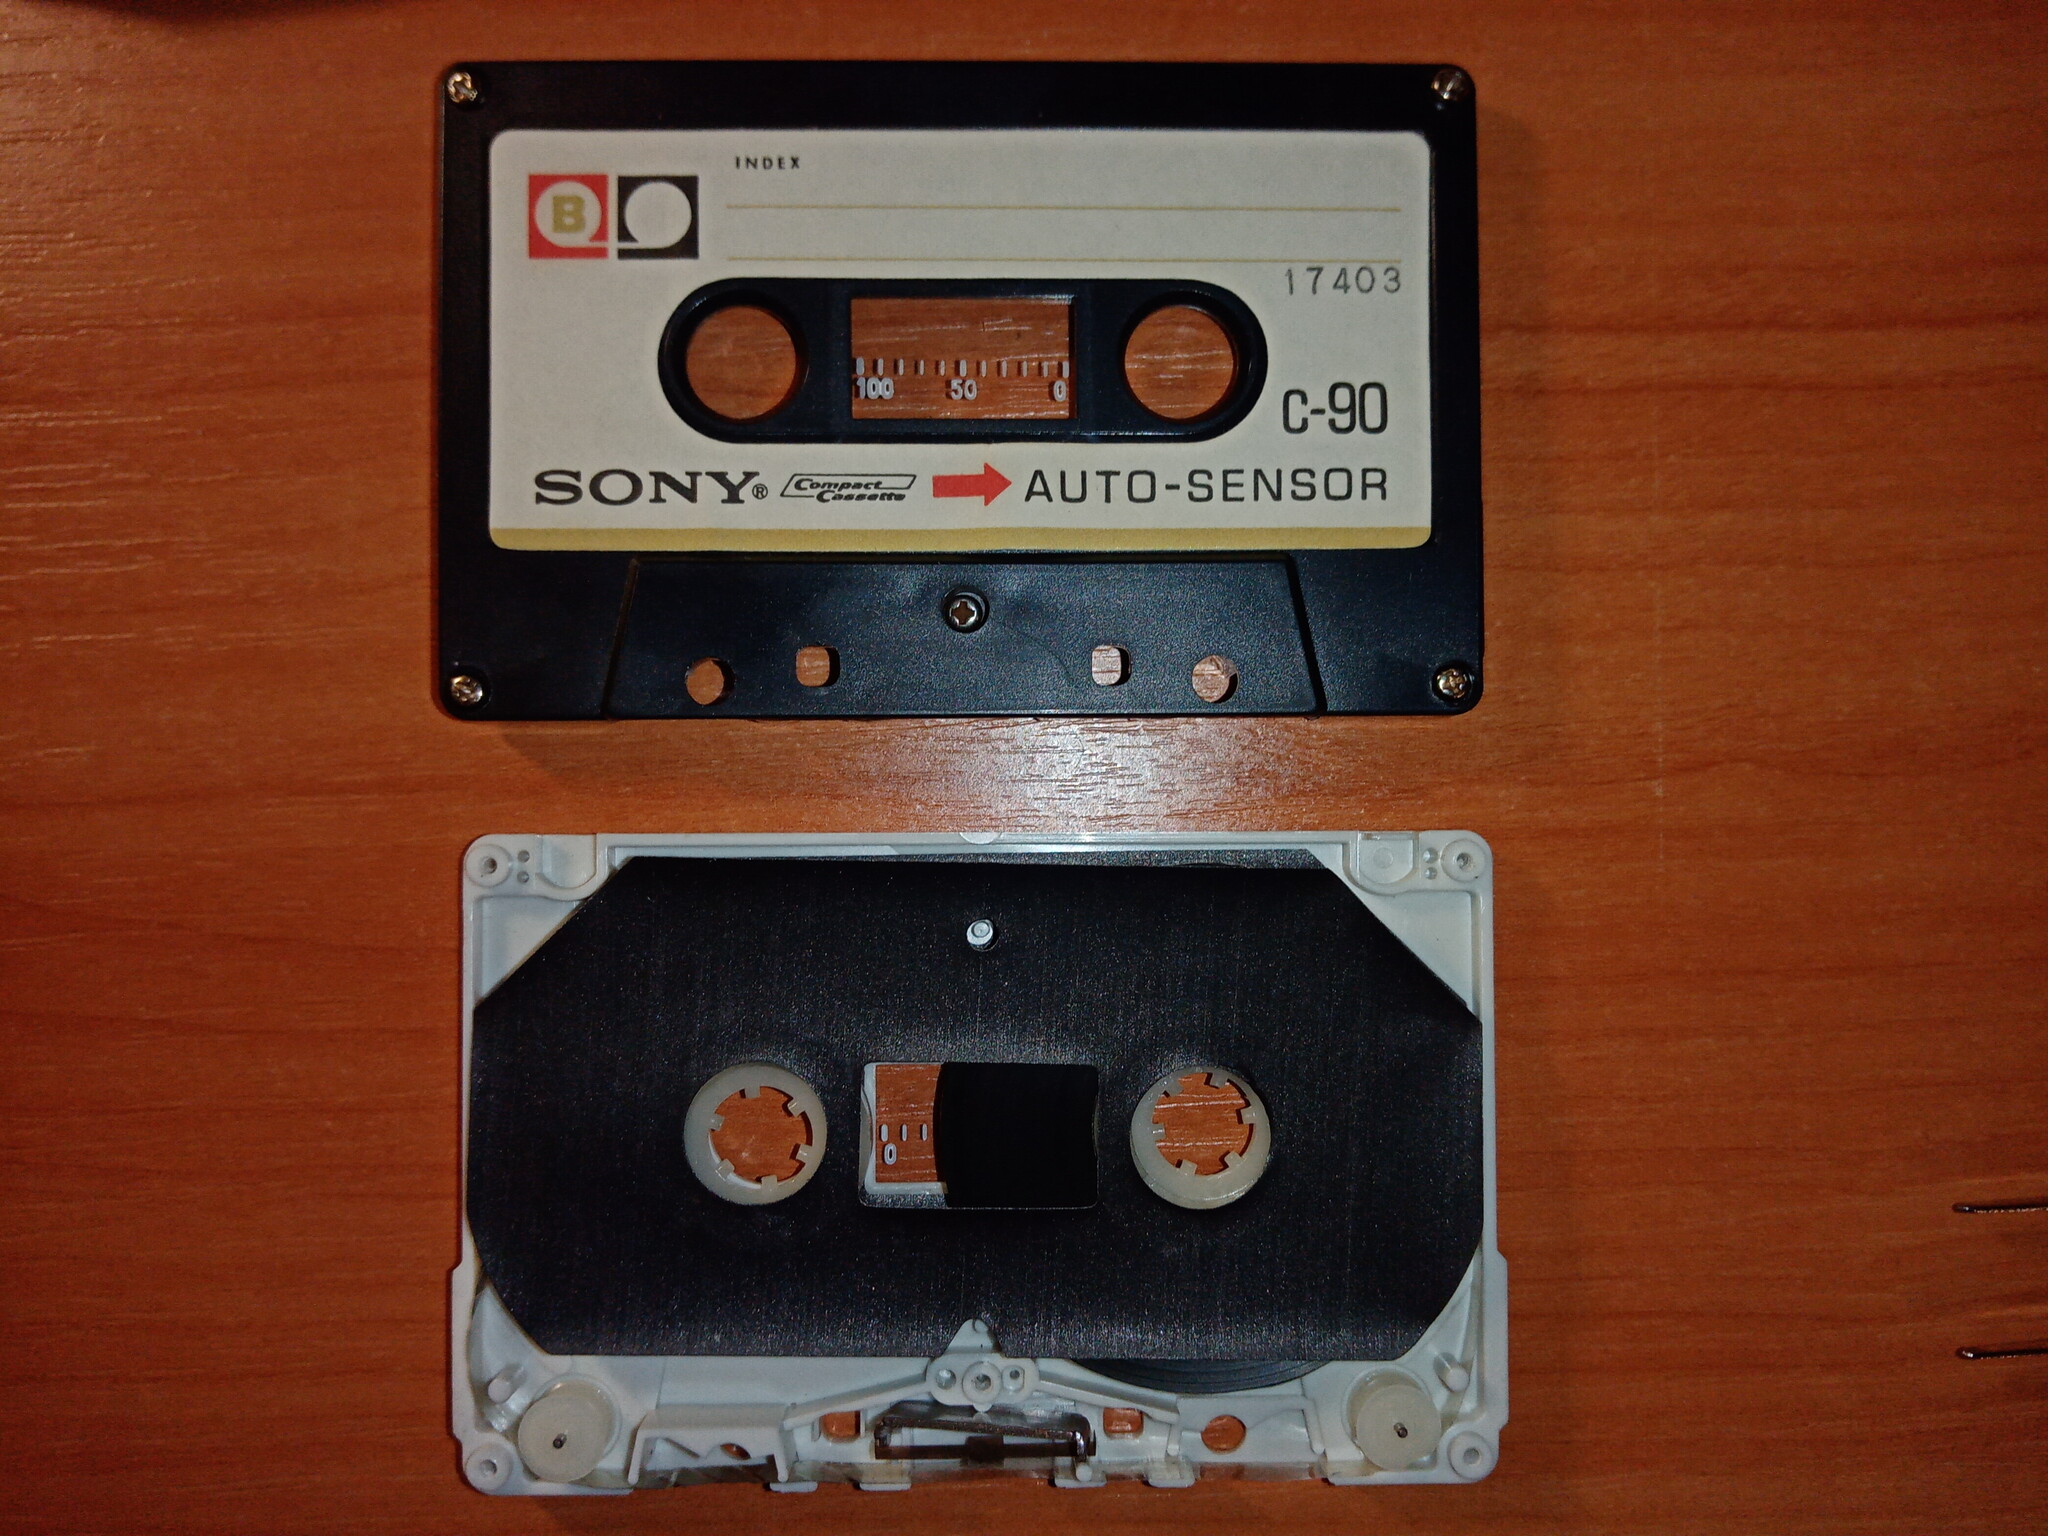 INDEX
B
17403
100 50 0
C-90
SONY® Compact Cassette AUTO-SENSOR
0